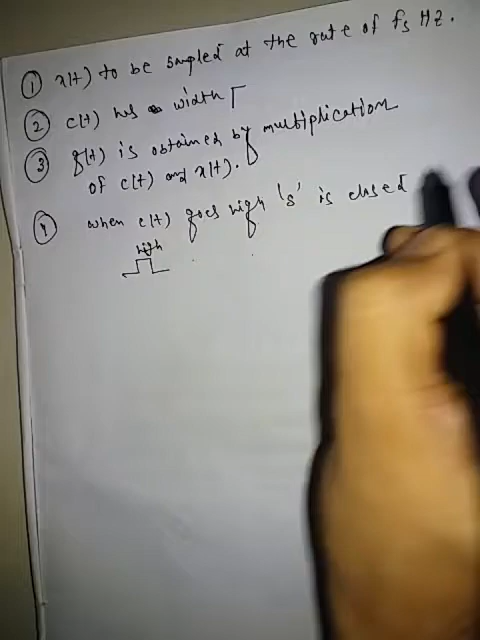 ① x(t) to be sampled at the rate of fs Hz.
② c(t) has width
③ g(t) is obtained by multiplication
of c(t) and x(t).
④ when c(t) goes high 's' is closed
high